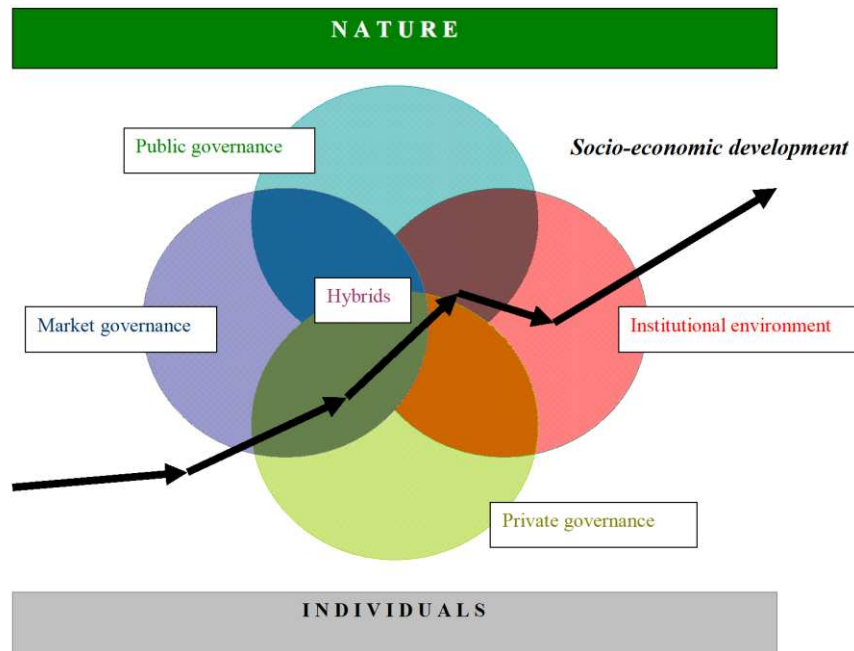 NATURE
Public governance
Socio-economic development
Hybrids
Market governance
Institutional environment
Private governance
INDIVIDUALS